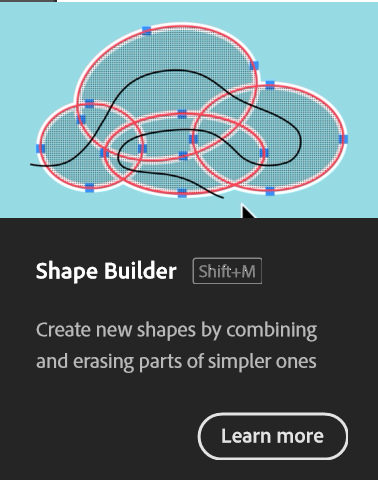 Shape Builder Shift+M
Create new shapes by combining
and erasing parts of simpler ones
Learn more